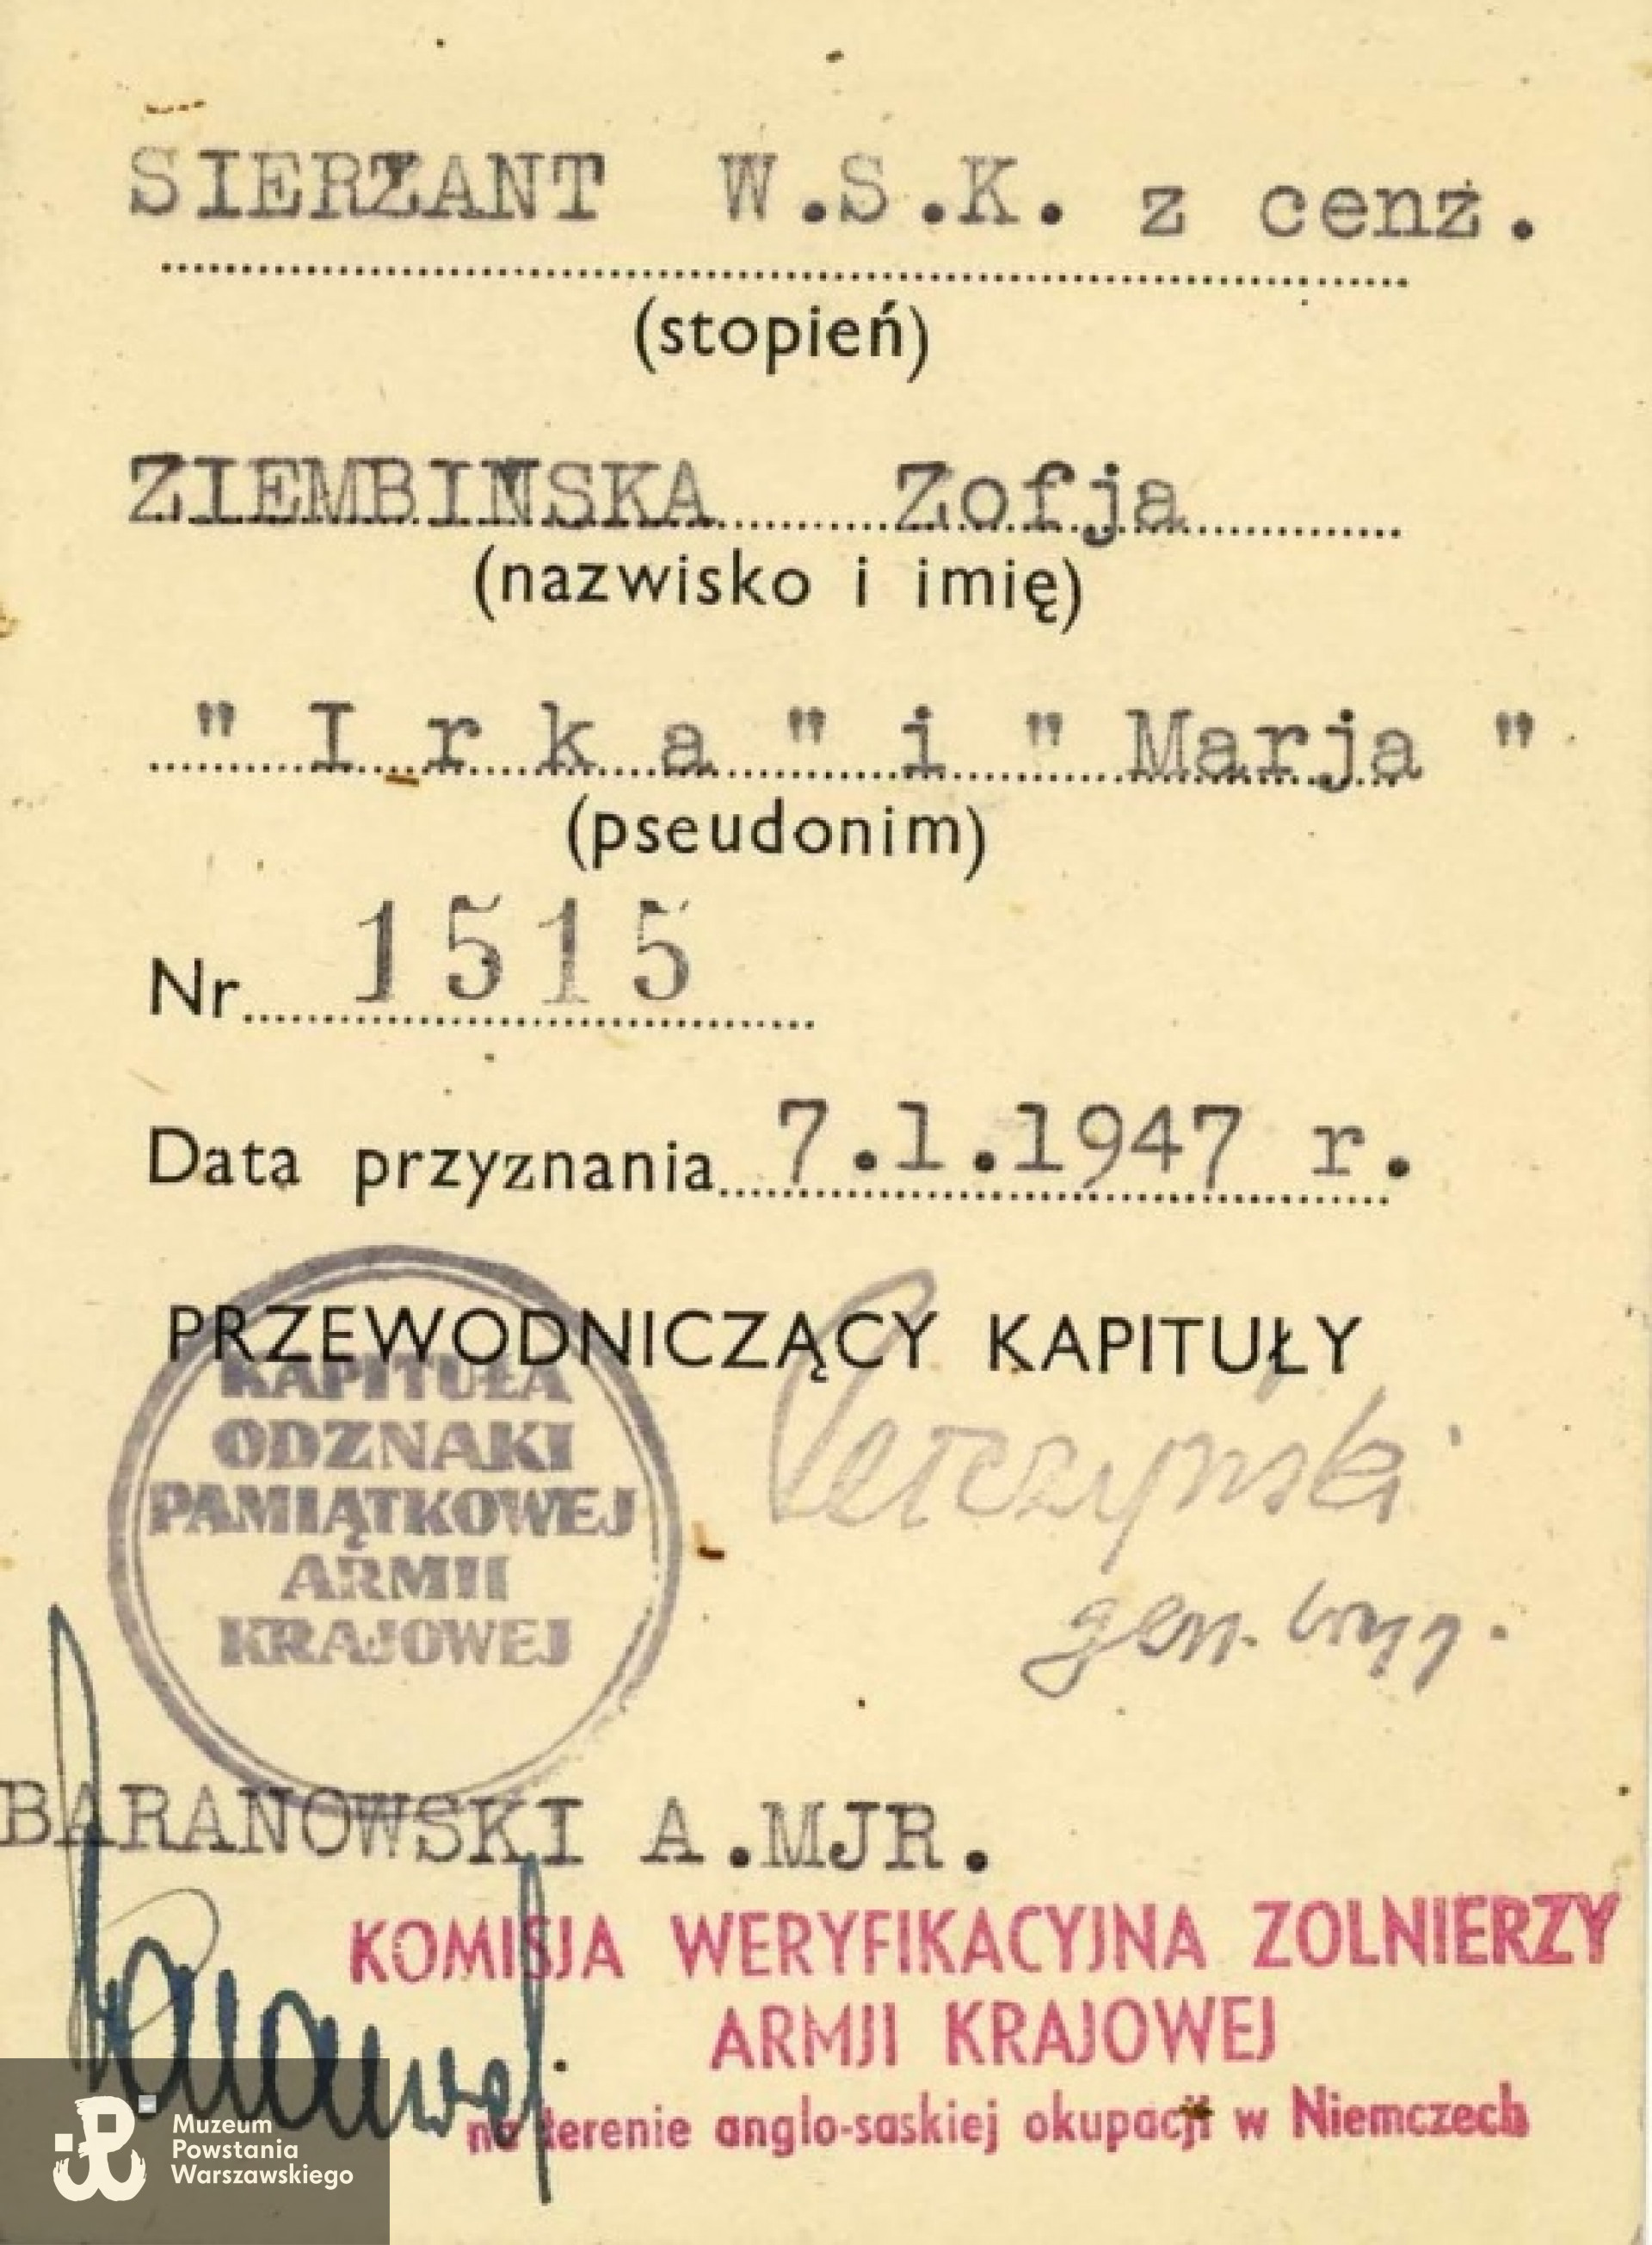 SIERŻANT W.S.K. z cenz.
(stopień)
ZIEMBIŃSKA Zofja
(nazwisko i imię)
" I r k a " i " Marja "
(pseudonim)
Nr 1515
Data przyznania 7.1.1947 r.
PRZEWODNICZĄCY KAPITUŁY
KAPITUŁA
ODZNAKI
PAMIĄTKOWEJ
ARMII
KRAJOWEJ
gen. bryg.
BARANOWSKI A.MJR.
KOMISJA WERYFIKACYJNA ZOLNIERZY
ARMJI KRAJOWEJ
na terenie anglo-saskiej okupacji w Niemczech
Muzeum
Powstania
Warszawskiego